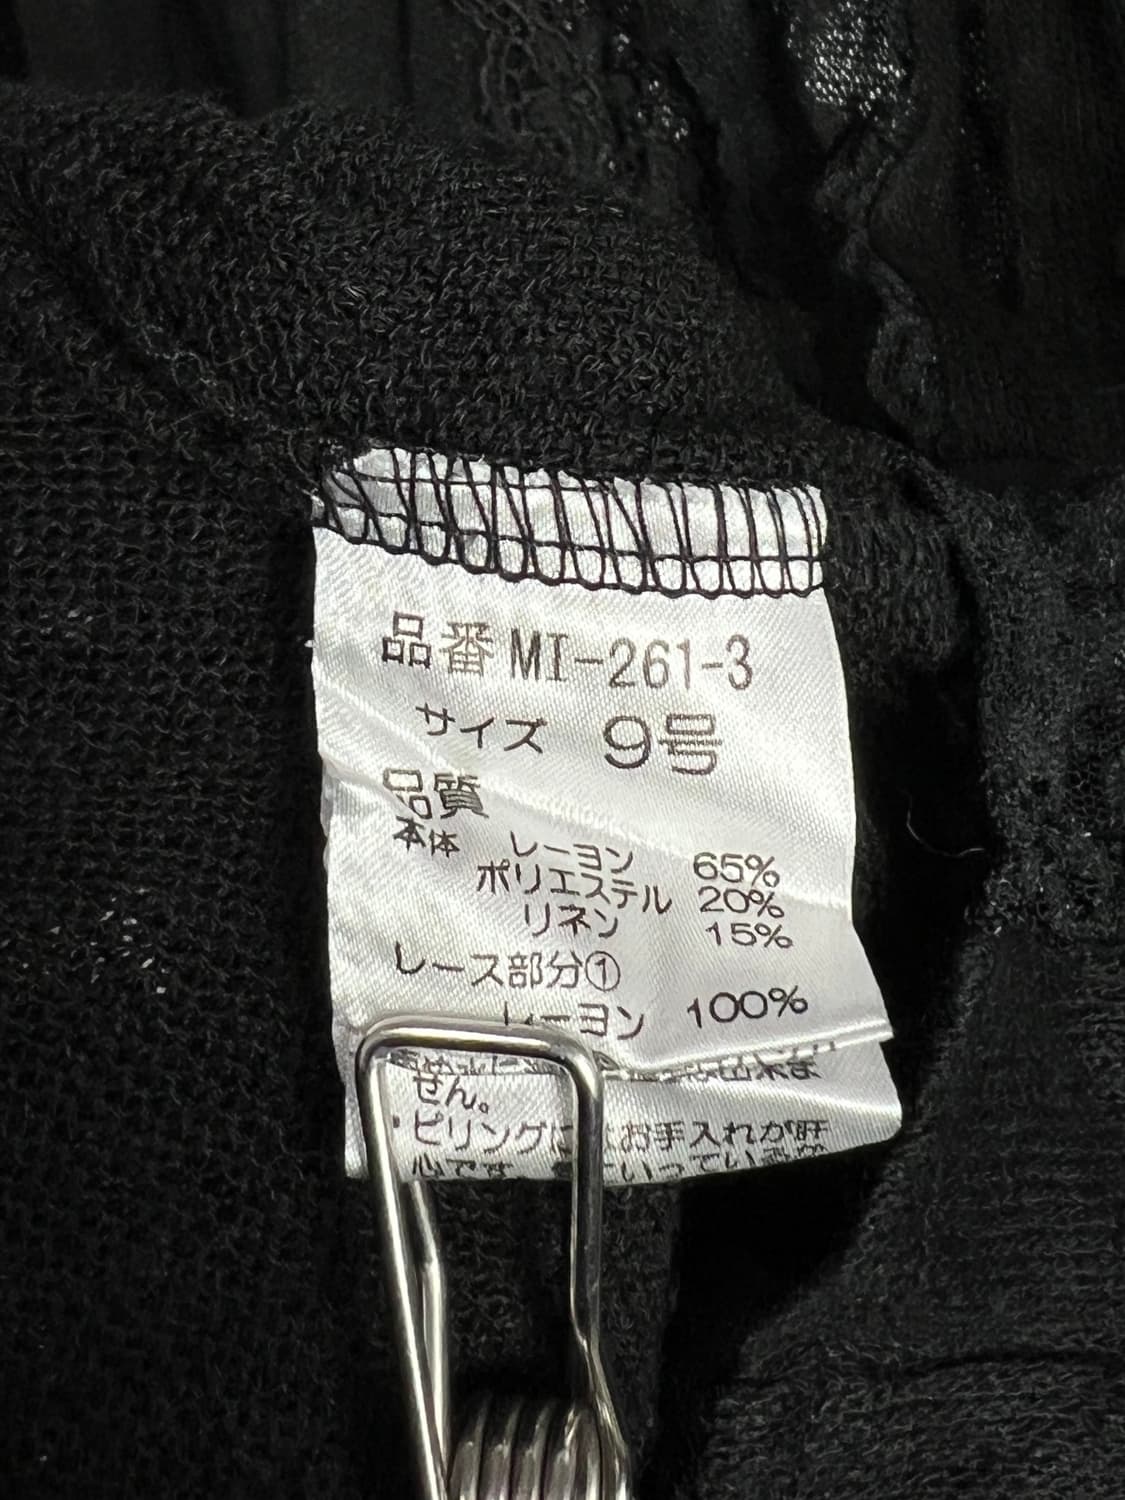 品番 MI-261-3
サイズ 9号
品質
本体 レーヨン 65%
ポリエステル 20%
リネン 15%
レース部分①
レーヨン 100%
せん。
・ピリングにはお手入れが肝
心です